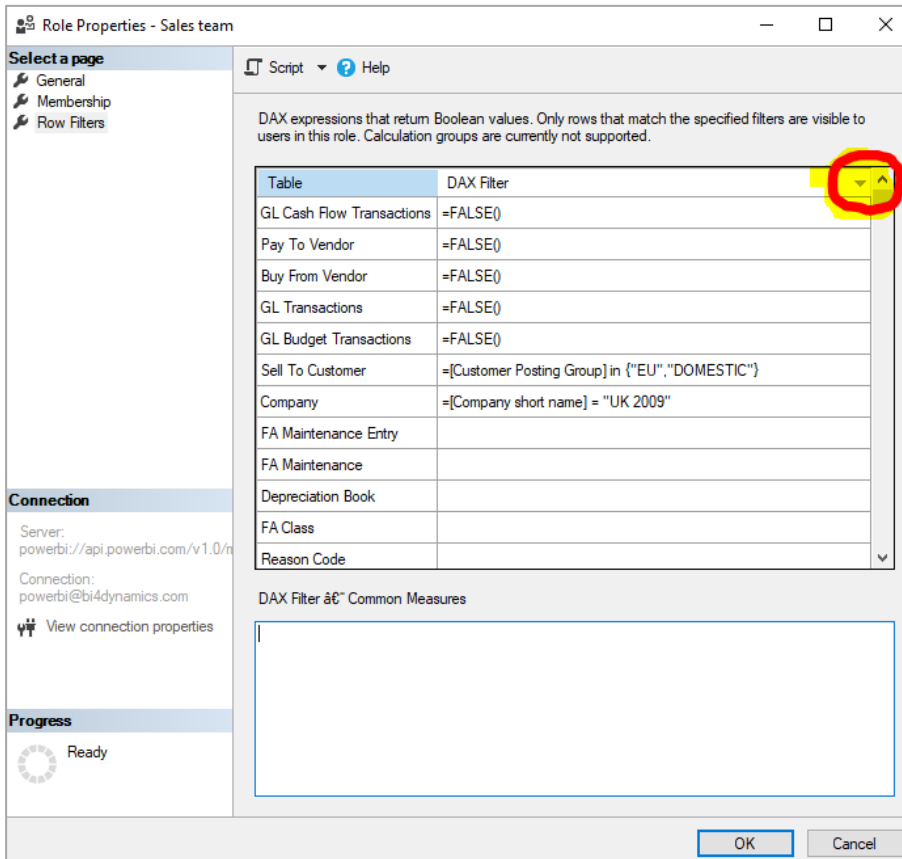 Role Properties - Sales team
Select a page
General
Membership
Row Filters
Script
Help
DAX expressions that return Boolean values. Only rows that match the specified filters are visible to
users in this role. Calculation groups are currently not supported.
Table DAX Filter
GL Cash Flow Transactions =FALSE()
Pay To Vendor =FALSE()
Buy From Vendor =FALSE()
GL Transactions =FALSE()
GL Budget Transactions =FALSE()
Sell To Customer =[Customer Posting Group] in {"EU","DOMESTIC"}
Company =[Company short name] = "UK 2009"
FA Maintenance Entry
FA Maintenance
Depreciation Book
FA Class
Reason Code
DAX Filter â€˜ Common Measures
Connection
Server:
powerbi://api.powerbi.com/v1.0/
Connection:
powerbi@bi4dynamics.com
View connection properties
Progress
Ready
OK Cancel